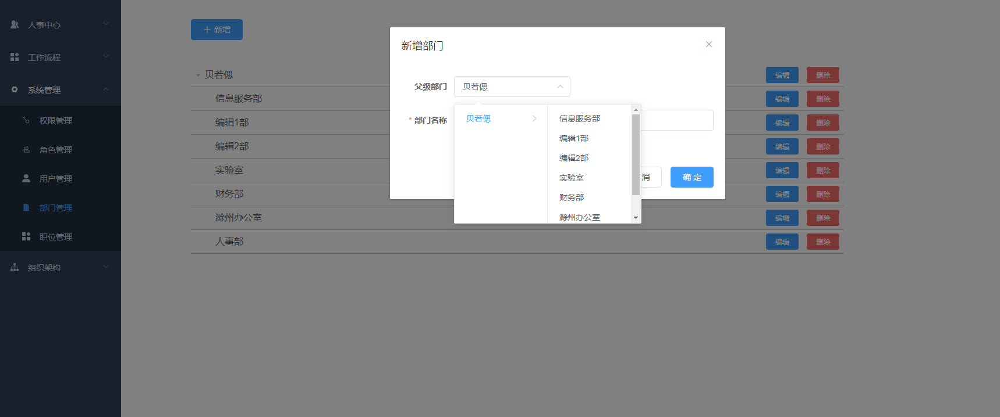 人事中心
工作流程
系统管理
权限管理
角色管理
用户管理
部门管理
职位管理
组织架构
新增
贝若偲 编辑 删除
信息服务部 编辑 删除
编辑1部 编辑 删除
编辑2部 编辑 删除
实验室 编辑 删除
财务部 编辑 删除
滁州办公室 编辑 删除
人事部 编辑 删除
新增部门
父级部门 贝若偲
* 部门名称
贝若偲
信息服务部
编辑1部
编辑2部
实验室
财务部
滁州办公室
消 确 定